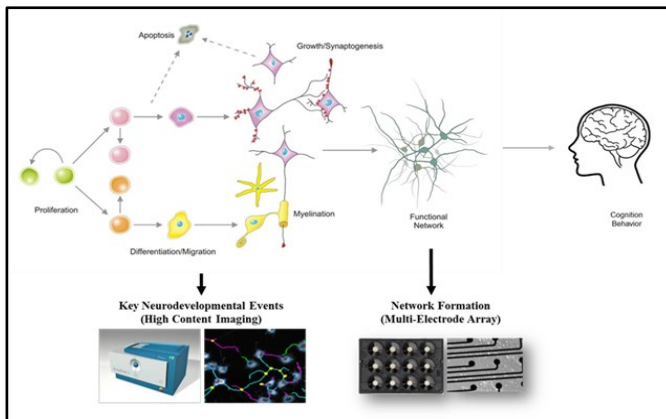 Apoptosis
Growth/Synaptogenesis
Proliferation
Differentiation/Migration
Myelination
Functional
Network
Cognition
Behavior
Key Neurodevelopmental Events
(High Content Imaging)
Network Formation
(Multi-Electrode Array)